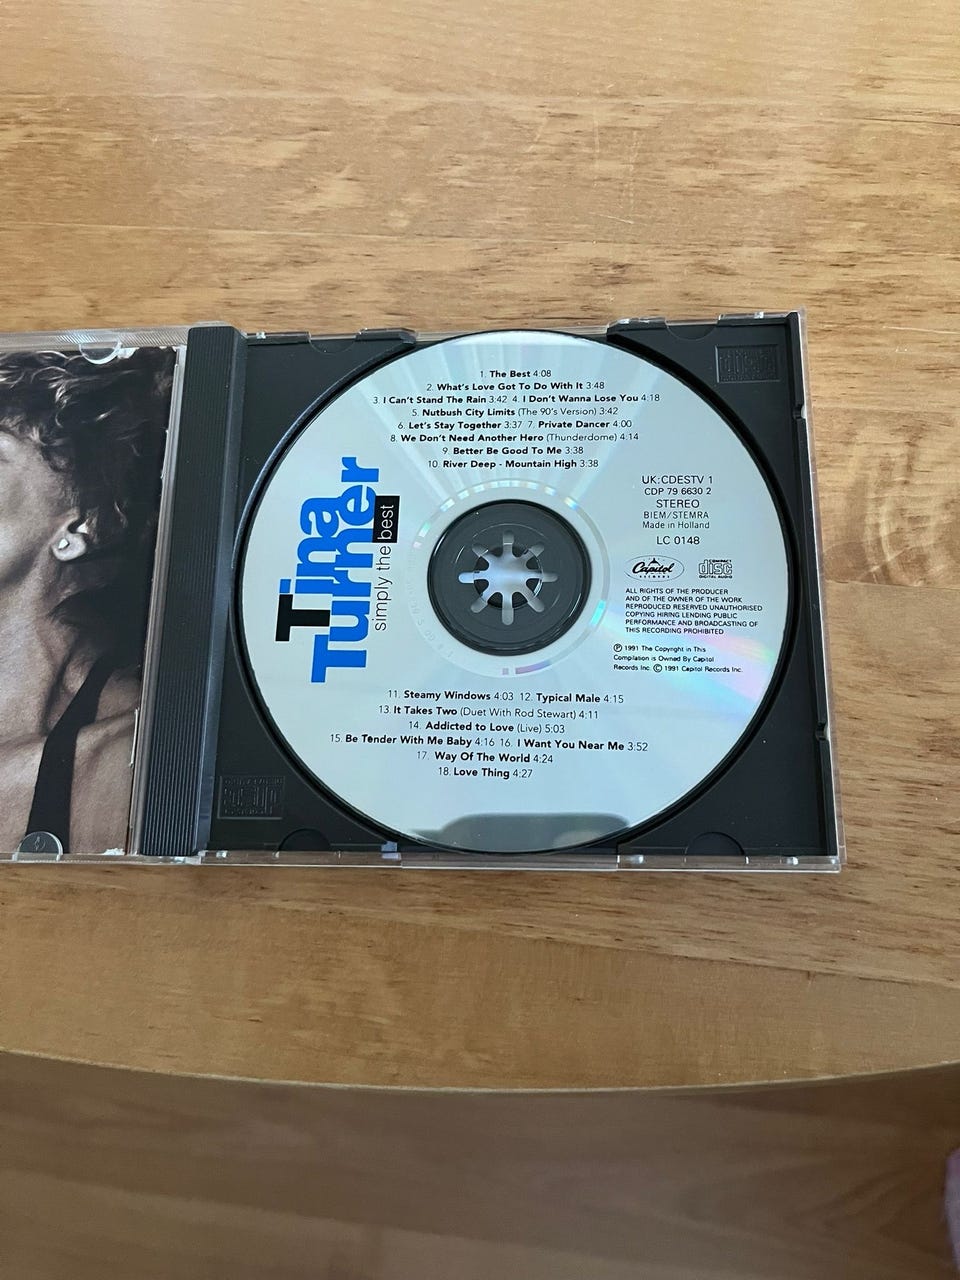 1. The Best 4:08
2. What's Love Got To Do With It 3:48
3. I Can't Stand The Rain 3:42 4. I Don't Wanna Lose You 4:18
5. Nutbush City Limits (The 90's Version) 3:42
6. Let's Stay Together 3:37 7. Private Dancer 4:00
8. We Don't Need Another Hero (Thunderdome) 4:14
9. Better Be Good To Me 3:38
10. River Deep - Mountain High 3:38
Tina
Turner
simply the best
UK:CDESTV 1
CDP 79 6630 2
STEREO
BIEM/STEMRA
Made in Holland
LC 0148
Capitol
RECORDS
COMPACT
disc
DIGITAL AUDIO
ALL RIGHTS OF THE PRODUCER
AND OF THE OWNER OF THE WORK
REPRODUCED RESERVED UNAUTHORISED
COPYING HIRING LENDING PUBLIC
PERFORMANCE AND BROADCASTING OF
THIS RECORDING PROHIBITED
Ⓟ 1991 The Copyright in This
Compilation is Owned By Capitol
Records Inc. © 1991 Capitol Records Inc.
11. Steamy Windows 4:03 12. Typical Male 4:15
13. It Takes Two (Duet With Rod Stewart) 4:11
14. Addicted to Love (Live) 5:03
15. Be Tender With Me Baby 4:16 16. I Want You Near Me 3:52
17. Way Of The World 4:24
18. Love Thing 4:27